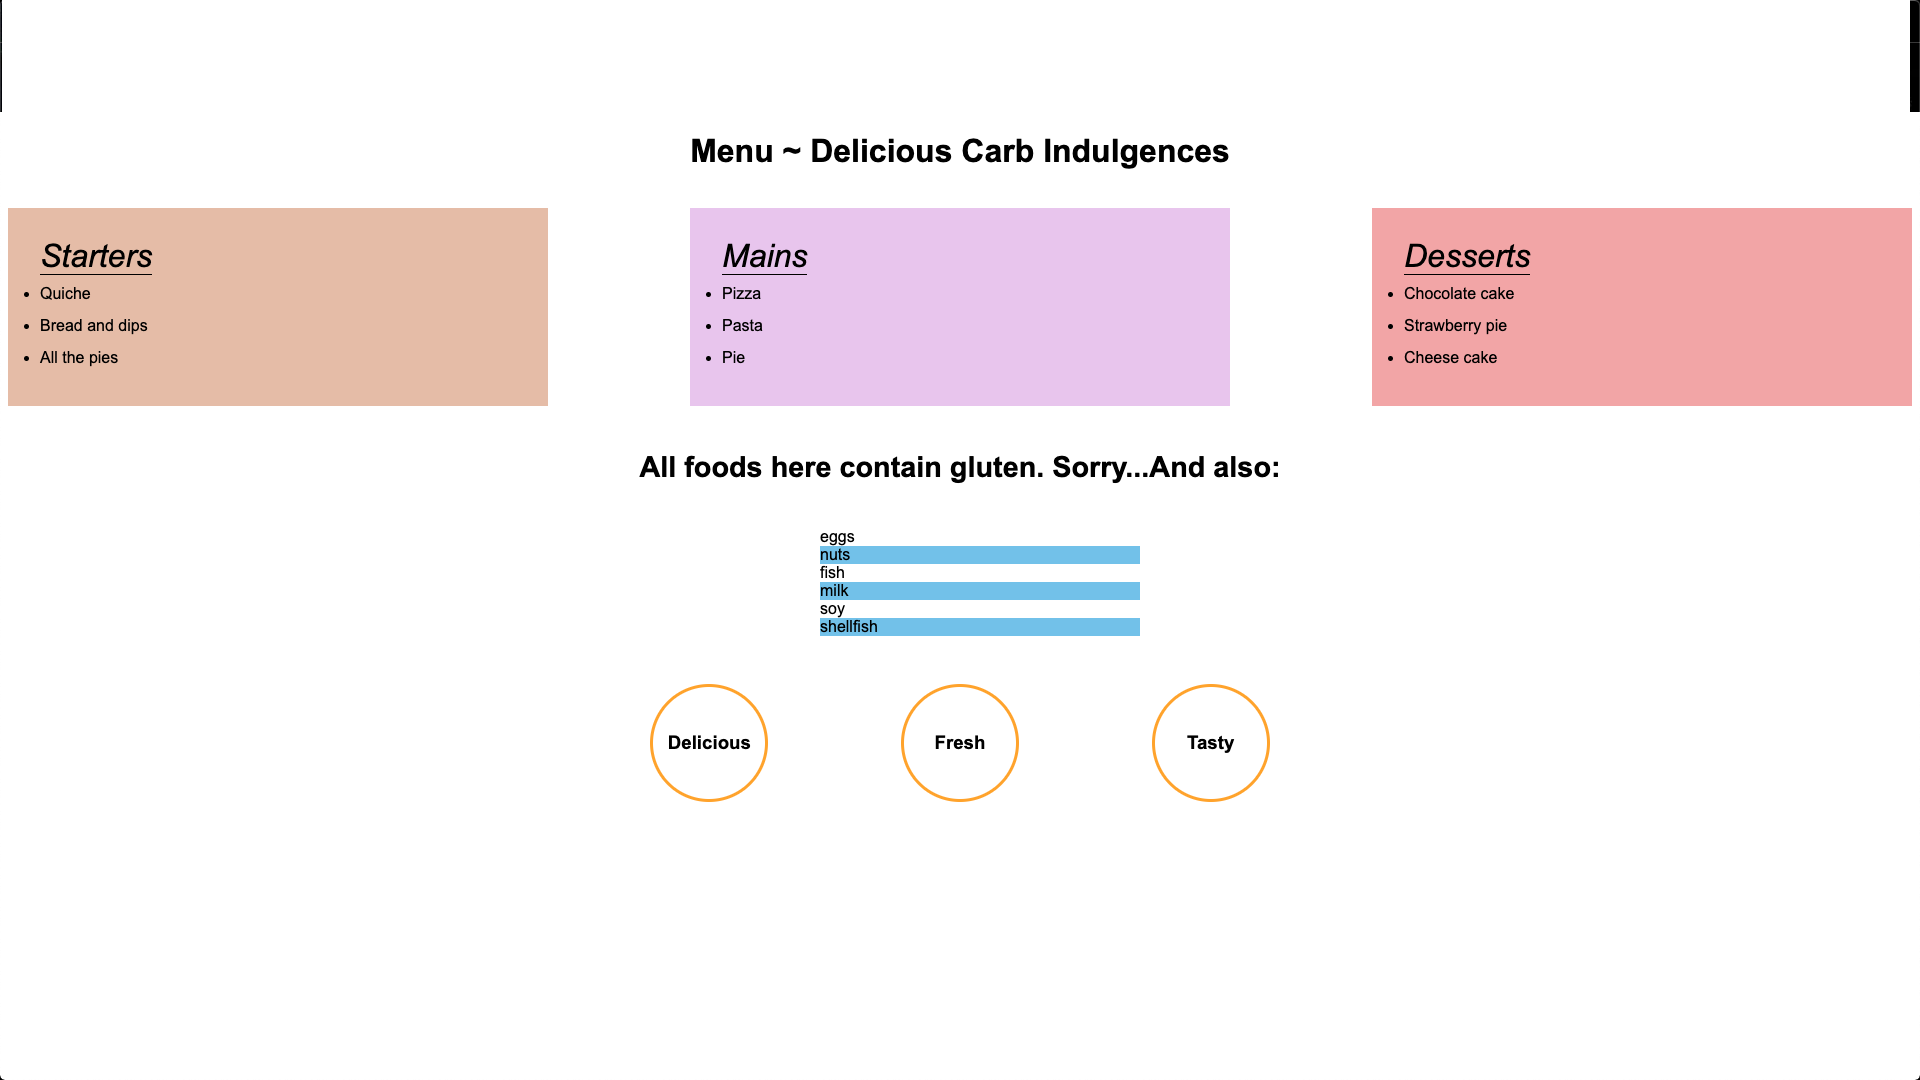 Menu ~ Delicious Carb Indulgences
Starters
Quiche
Bread and dips
All the pies
Mains
Pizza
Pasta
Pie
Desserts
Chocolate cake
Strawberry pie
Cheese cake
All foods here contain gluten. Sorry...And also:
eggs
nuts
fish
milk
soy
shellfish
Delicious
Fresh
Tasty